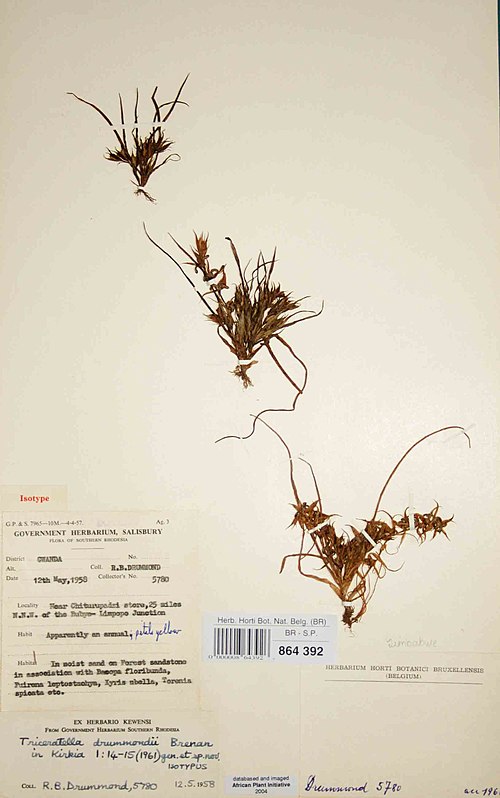 Isotype
G.P. & S. 7965—10M.—4-4-57. Ag. 3
GOVERNMENT HERBARIUM, SALISBURY
FLORA OF SOUTHERN RHODESIA
District GWANDA No.
Alt. Coll. R.B.DRUMMOND
Date 12th May, 1958 Collector's No. 5780
Locality Near Chiturupadzi store, 25 miles
N.N.W. of the Bubye- Limpopo Junction
Habit Apparently an annual, petals yellow
Habitat In moist sand on Forest sandstone
in association with Bacopa floribunda,
Fuirena leptostachya, Xyris obella, Torenia
spicata etc.
EX HERBARIO KEWENSI
FROM GOVERNMENT HERBARIUM SOUTHERN RHODESIA
Triceratella drummondii Brenan
in Kirkia 1:14-15 (1961) gen. et sp. nov.
ISOTYPUS
COLL. R.B. Drummond, 5780 12.5.1958
Herb. Horti Bot. Nat. Belg. (BR)
BR - S.P.
864 392
Zimbabwe
HERBARIUM HORTI BOTANICI BRUXELLENSIS
(BELGIUM)
databased and imaged
African Plant Initiative
2004
Drummond 5780
acc 196